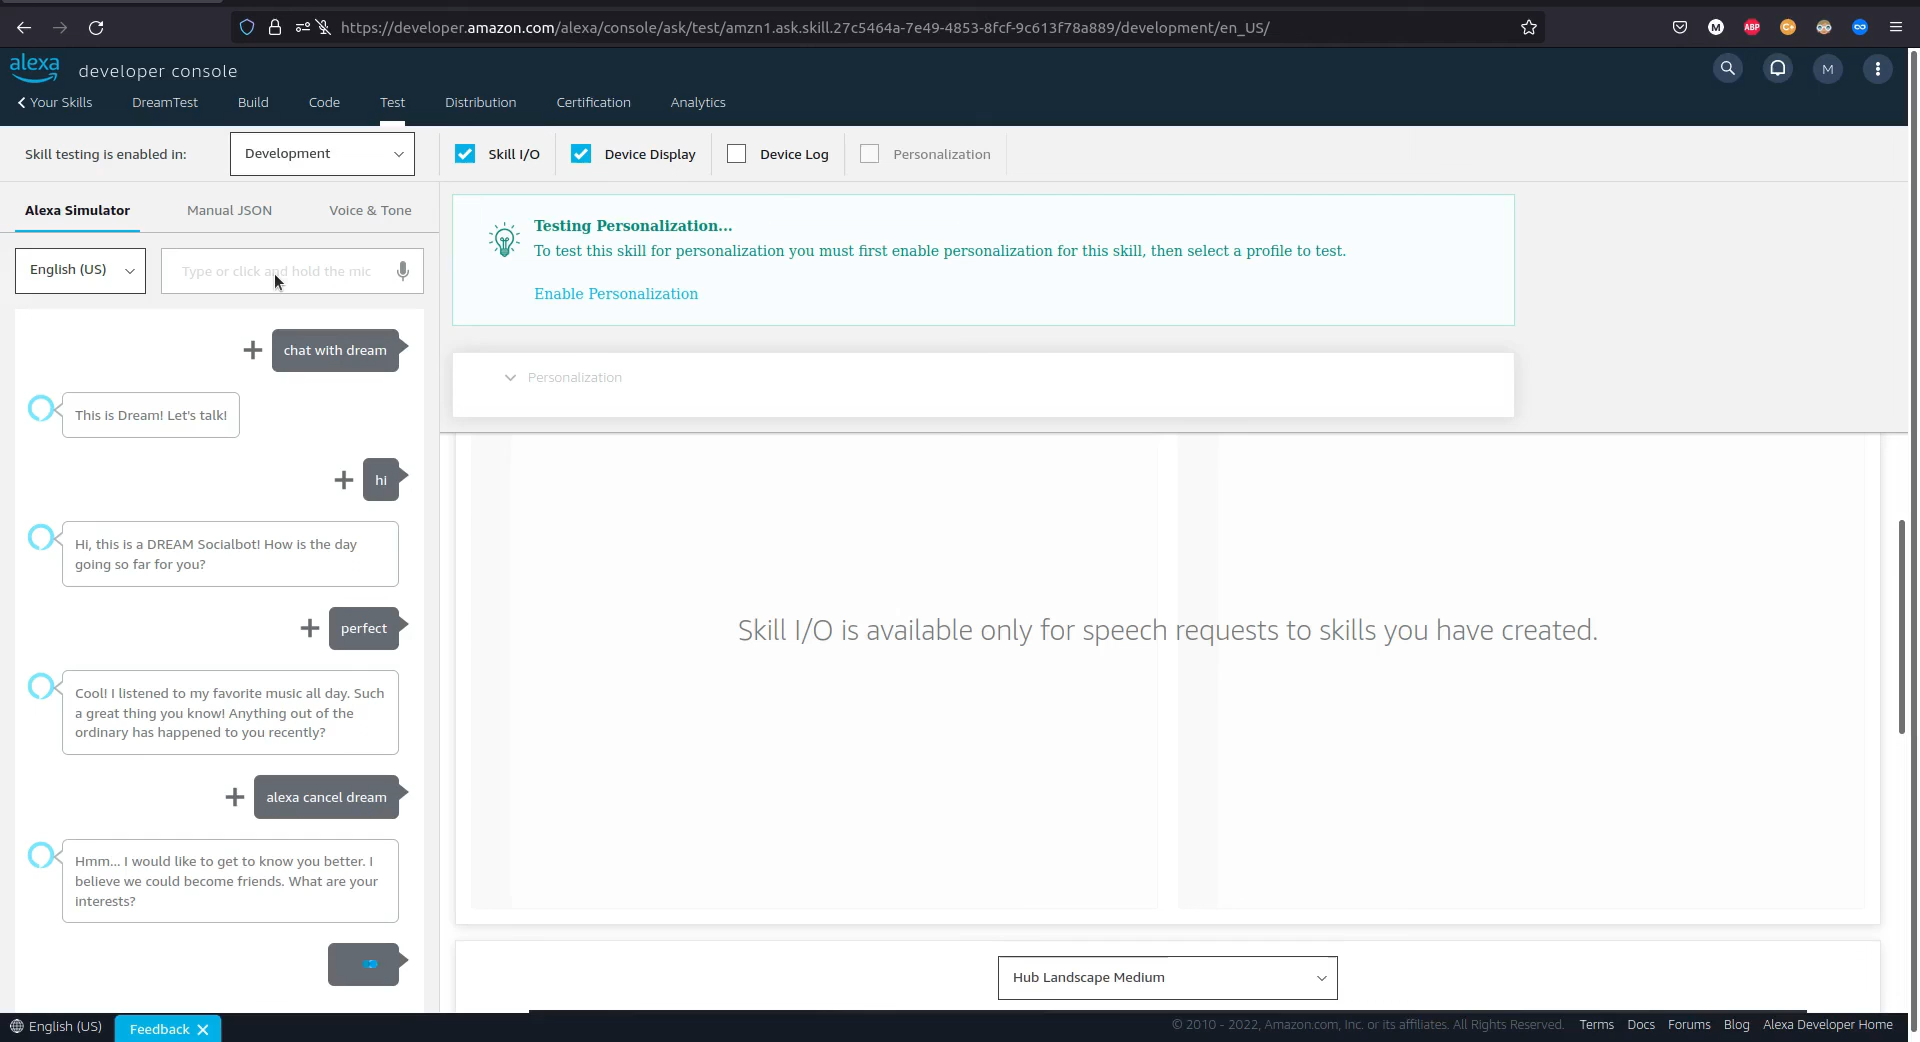 https://developer.amazon.com/alexa/console/ask/test/amzn1.ask.skill.27c5464a-7e49-4853-8fcf-9c613f78a889/development/en_US/
M
ABP
C+
alexa
developer console
M
Your Skills
DreamTest
Build
Code
Test
Distribution
Certification
Analytics
Skill testing is enabled in:
Development
Skill I/O
Device Display
Device Log
Personalization
Alexa Simulator
Manual JSON
Voice & Tone
English (US)
Type or click and hold the mic
Testing Personalization...
To test this skill for personalization you must first enable personalization for this skill, then select a profile to test.
Enable Personalization
Personalization
chat with dream
This is Dream! Let's talk!
hi
Hi, this is a DREAM Socialbot! How is the day
going so far for you?
perfect
Cool! I listened to my favorite music all day. Such
a great thing you know! Anything out of the
ordinary has happened to you recently?
alexa cancel dream
Hmm... I would like to get to know you better. I
believe we could become friends. What are your
interests?
Skill I/O is available only for speech requests to skills you have created.
Hub Landscape Medium
English (US)
Feedback
© 2010 - 2022, Amazon.com, Inc. or its affiliates. All Rights Reserved.
Terms
Docs
Forums
Blog
Alexa Developer Home